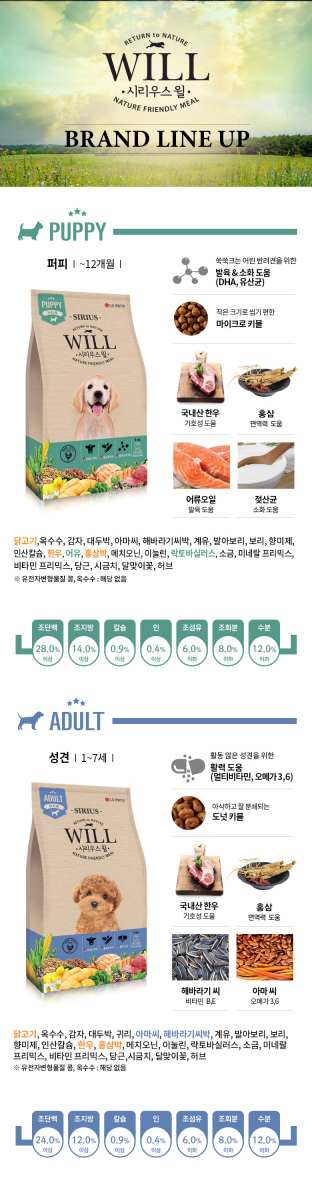 RETURN to NATURE
WILL
시리우스 윌
NATURE FRIENDLY MEAL
BRAND LINE UP
PUPPY
퍼피 | ~12개월 |
쑥쑥크는 어린 반려견을 위한
발육 & 소화 도움
(DHA, 유산균)
작은 크기로 씹기 편한
마이크로 키블
PUPPY
SIRIUS
RETURN to NATURE
WILL
시리우스 윌
NATURE FRIENDLY MEAL
국내산 한우
기호성 도움
홍삼
면역력 도움
어류오일
발육 도움
젖산균
소화 도움
닭고기,옥수수, 감자, 대두박, 아마씨, 해바라기씨박, 계유, 발아보리, 보리, 향미제,
인산칼슘, 한우, 어유, 홍삼박, 메치오닌, 이눌린, 락토바실러스, 소금, 미네랄 프리믹스,
비타민 프리믹스, 당근, 시금치, 달맞이꽃, 허브
※ 유전자변형물질 콩, 옥수수 : 해당 없음
조단백 조지방 칼슘 인 조섬유 조회분 수분
28.0% 14.0% 0.9% 0.4% 6.0% 8.0% 12.0%
이상 이상 이상 이상 이하 이하 이하
ADULT
성견 | 1~7세 |
활동 많은 성견을 위한
활력 도움
(멀티비타민, 오메가 3,6)
아삭하고 잘 분쇄되는
도넛 키블
ADULT
SIRIUS
RETURN to NATURE
WILL
시리우스 윌
NATURE FRIENDLY MEAL
국내산 한우
기호성 도움
홍삼
면역력 도움
해바라기 씨
비타민 B,E
아마 씨
오메가 3,6
닭고기, 옥수수, 감자, 대두박, 귀리, 아마씨, 해바라기씨박, 계유, 발아보리, 보리,
향미제, 인산칼슘, 한우, 홍삼박, 메치오닌, 이눌린, 락토바실러스, 소금, 미네랄
프리믹스, 비타민 프리믹스, 당근,시금치, 달맞이꽃, 허브
※ 유전자변형물질 콩, 옥수수 : 해당 없음
조단백 조지방 칼슘 인 조섬유 조회분 수분
24.0% 12.0% 0.9% 0.4% 6.0% 8.0% 12.0%
이상 이상 이상 이상 이하 이하 이하